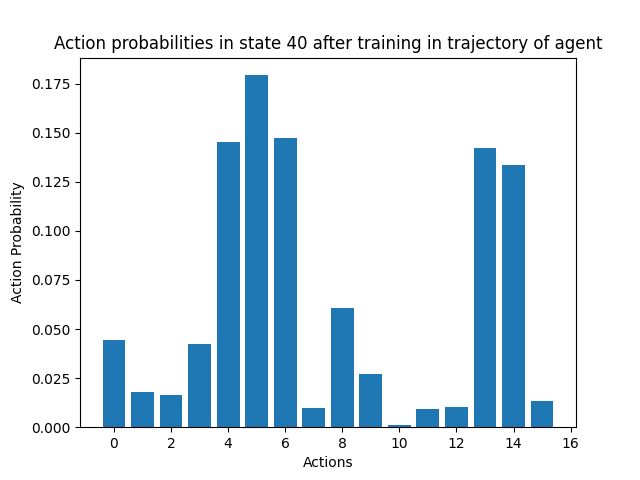 Action probabilities in state 40 after training in trajectory of agent
0.175
0.150
0.125
0.100
0.075
0.050
0.025
0.000
Action Probability
0 2 4 6 8 10 12 14 16
Actions